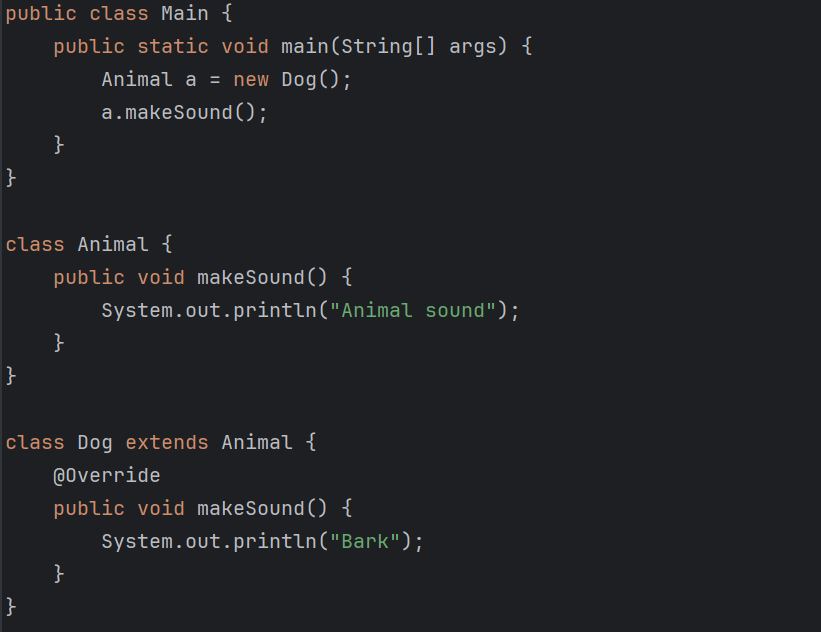 public class Main {
    public static void main(String[] args) {
        Animal a = new Dog();
        a.makeSound();
    }
}

class Animal {
    public void makeSound() {
        System.out.println("Animal sound");
    }
}

class Dog extends Animal {
    @Override
    public void makeSound() {
        System.out.println("Bark");
    }
}